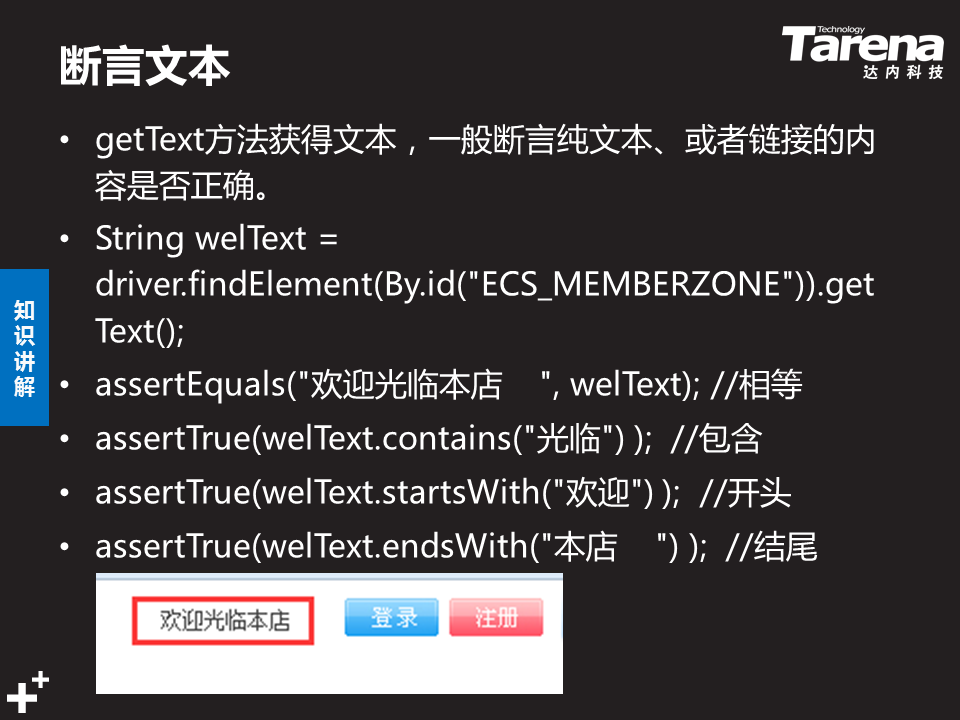 断言文本
Technology
Tarena
达内科技
• getText方法获得文本，一般断言纯文本、或者链接的内
容是否正确。
• String welText =
driver.findElement(By.id("ECS_MEMBERZONE")).get
Text();
知识讲解
• assertEquals("欢迎光临本店    ", welText); //相等
• assertTrue(welText.contains("光临") );  //包含
• assertTrue(welText.startsWith("欢迎") );  //开头
• assertTrue(welText.endsWith("本店    ") );  //结尾
欢迎光临本店 登录 注册